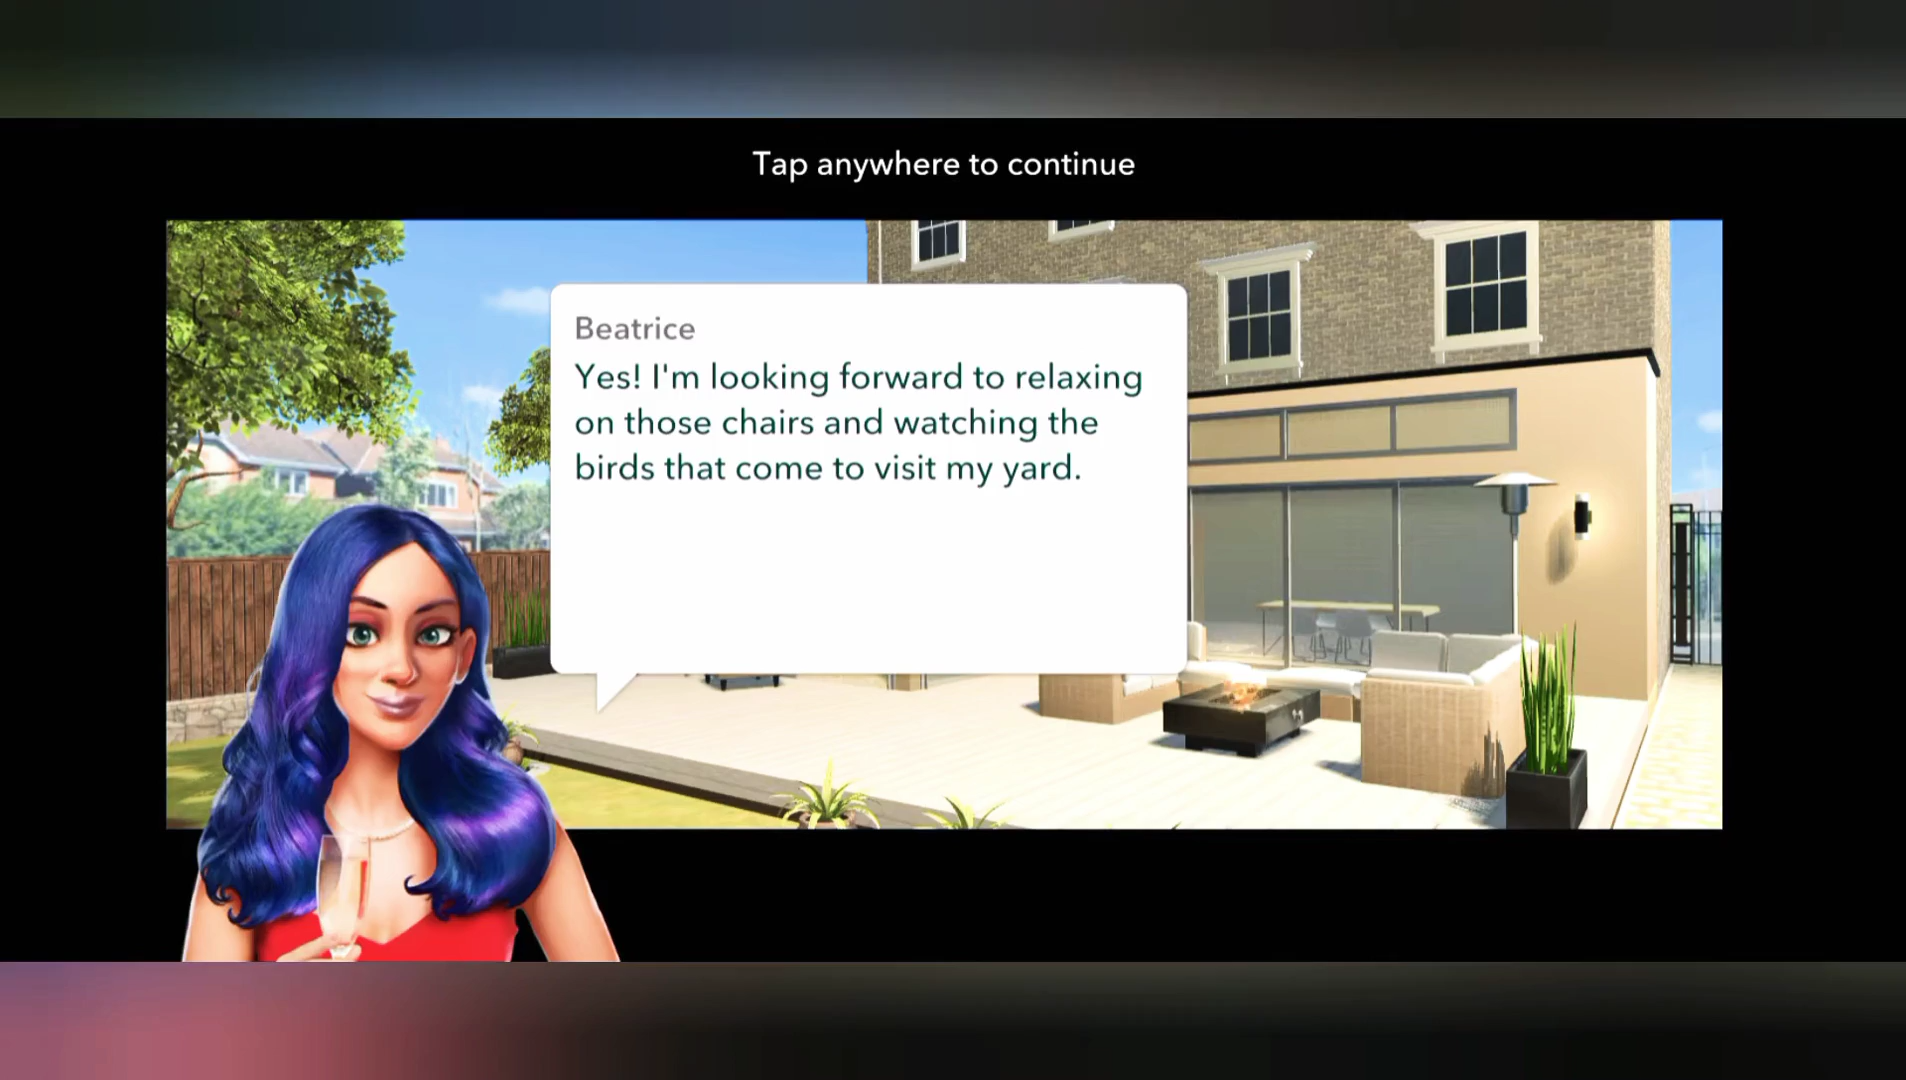 Tap anywhere to continue
Beatrice
Yes! I'm looking forward to relaxing
on those chairs and watching the
birds that come to visit my yard.